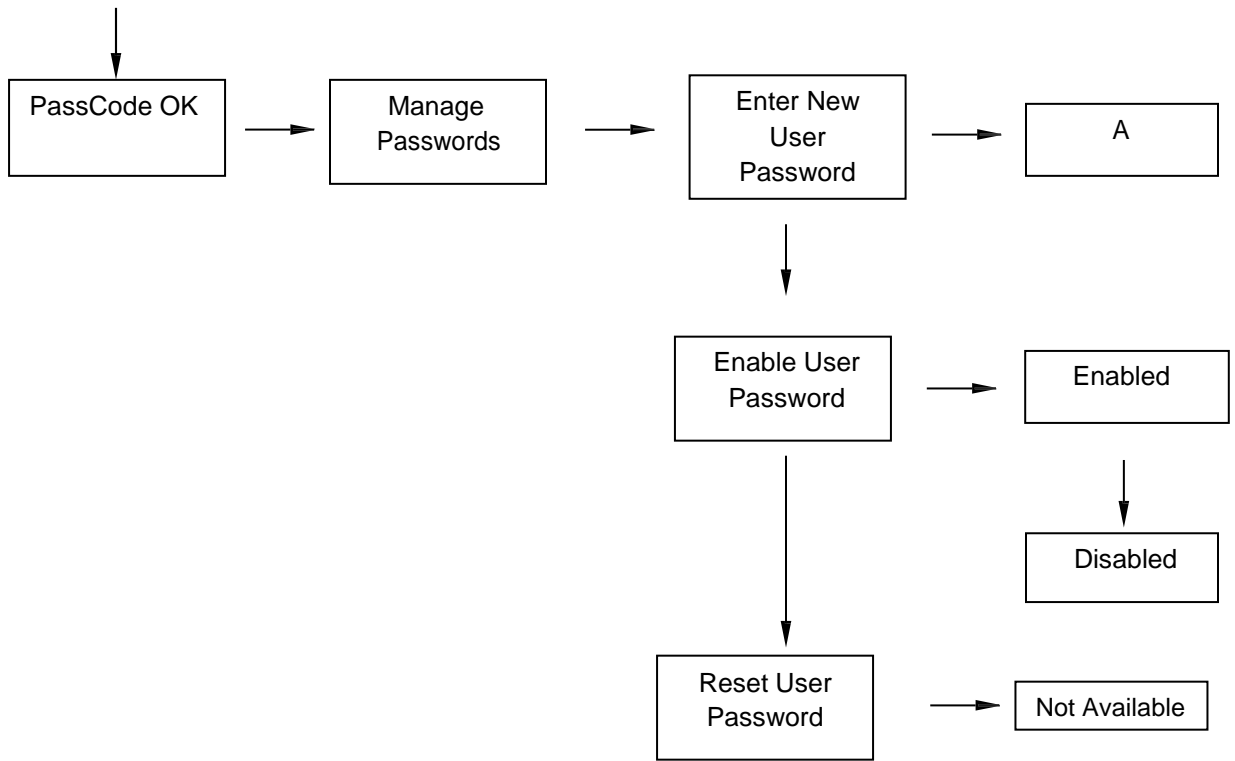 PassCode OK
Manage
Passwords
Enter New
User
Password
A
Enable User
Password
Enabled
Disabled
Reset User
Password
Not Available